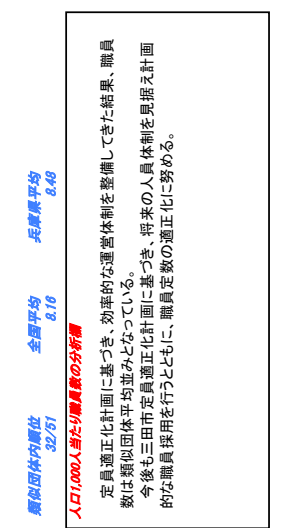 類似団体内順位 全国平均 兵庫県平均
32/51 8.16 8.48
人口1,000人当たり職員数の分析欄
定員適正化計画に基づき、効率的な運営体制を整備してきた結果、職員
数は類似団体平均並みとなっている。
今後も三田市定員適正化計画に基づき、将来の人員体制を見据え計画
的な職員採用を行うとともに、職員定数の適正化に努める。